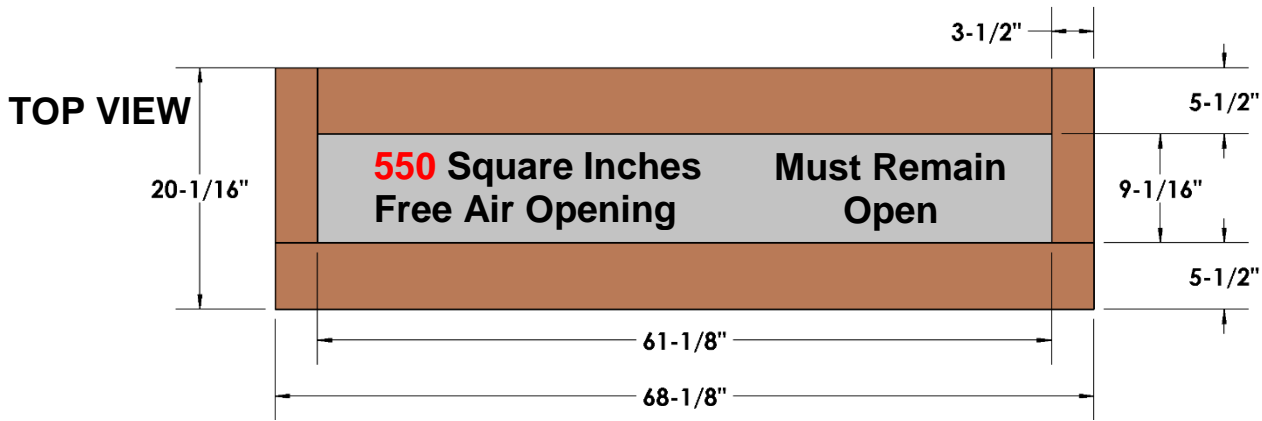 3-1/2"
TOP VIEW
5-1/2"
550 Square Inches
Free Air Opening
Must Remain
Open
20-1/16"
9-1/16"
5-1/2"
61-1/8"
68-1/8"